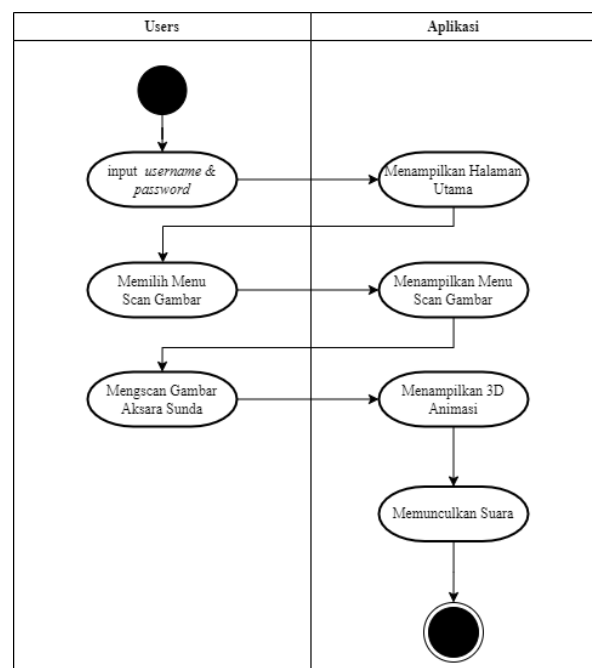 Users
Aplikasi
input username &
password
Menampilkan Halaman
Utama
Memilih Menu
Scan Gambar
Menampilkan Menu
Scan Gambar
Mengscan Gambar
Aksara Sunda
Menampilkan 3D
Animasi
Memunculkan Suara